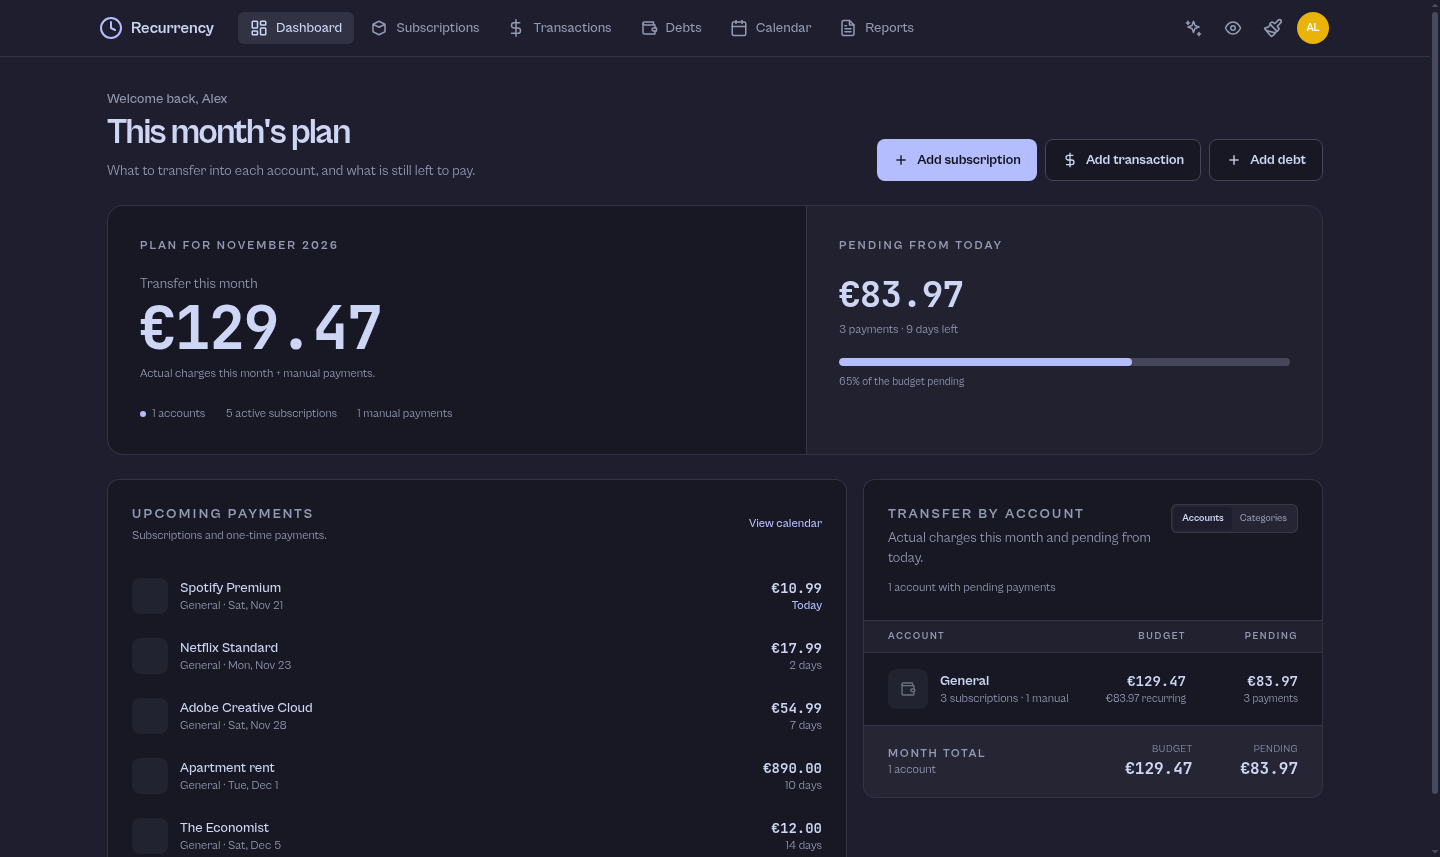 Recurrency
Dashboard
Subscriptions
Transactions
Debts
Calendar
Reports
AL
Welcome back, Alex
This month's plan
What to transfer into each account, and what is still left to pay.
Add subscription
Add transaction
Add debt
PLAN FOR NOVEMBER 2026
Transfer this month
€129.47
Actual charges this month + manual payments.
1 accounts
5 active subscriptions
1 manual payments
PENDING FROM TODAY
€83.97
3 payments · 9 days left
65% of the budget pending
UPCOMING PAYMENTS
Subscriptions and one-time payments.
View calendar
Spotify Premium
€10.99
General · Sat, Nov 21
Today
Netflix Standard
€17.99
General · Mon, Nov 23
2 days
Adobe Creative Cloud
€54.99
General · Sat, Nov 28
7 days
Apartment rent
€890.00
General · Tue, Dec 1
10 days
The Economist
€12.00
General · Sat, Dec 5
14 days
TRANSFER BY ACCOUNT
Accounts
Categories
Actual charges this month and pending from
today.
1 account with pending payments
ACCOUNT
BUDGET
PENDING
General
€129.47
€83.97
3 subscriptions · 1 manual
€83.97 recurring
3 payments
MONTH TOTAL
BUDGET
PENDING
1 account
€129.47
€83.97